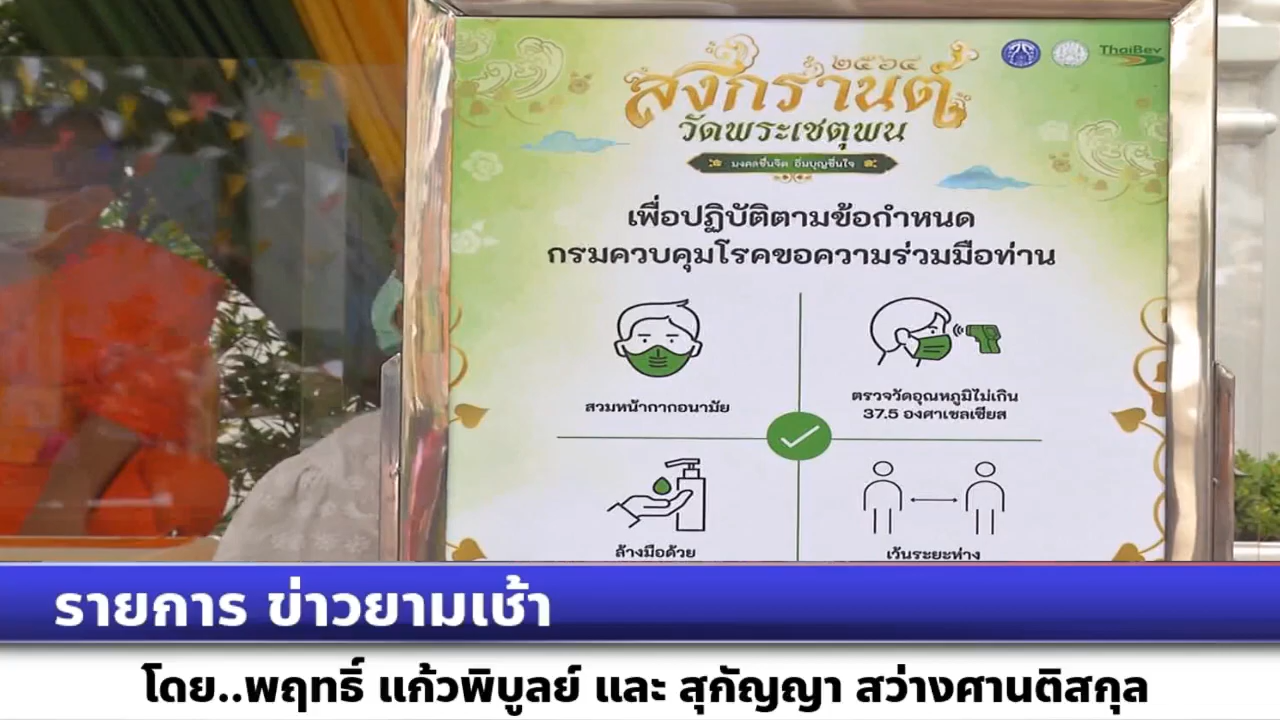 ๒๕๖๔
ThaiBev
สงกรานต์
วัดพระเชตุพน
มงคลชื่นจิต อิ่มบุญชื่นใจ
เพื่อปฏิบัติตามข้อกำหนด
กรมควบคุมโรคขอความร่วมมือท่าน
สวมหน้ากากอนามัย
ตรวจวัดอุณหภูมิไม่เกิน
37.5 องศาเซลเซียส
ล้างมือด้วย
เว้นระยะห่าง
รายการ ข่าวยามเช้า
โดย..พฤทธิ์ แก้วพิบูลย์ และ สุกัญญา สว่างศานติสกุล